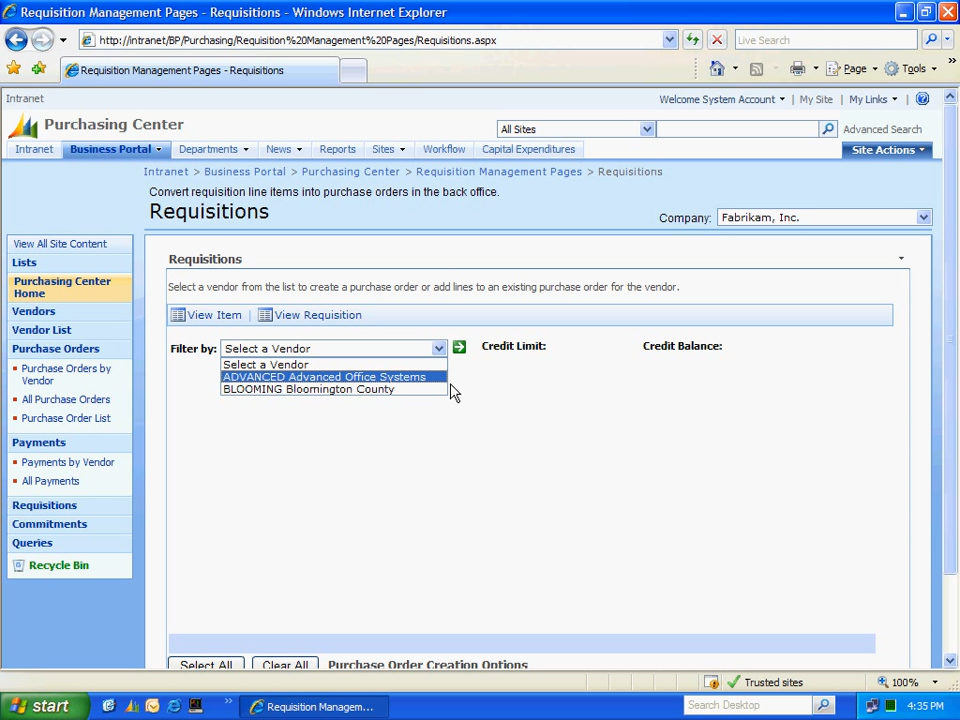 Requisition Management Pages - Requisitions - Windows Internet Explorer
http://intranet/BP/Purchasing/Requisition%20Management%20Pages/Requisitions.aspx
Live Search
Requisition Management Pages - Requisitions
Page
Tools
Intranet
Welcome System Account
My Site
My Links
Purchasing Center
All Sites
Advanced Search
Intranet
Business Portal
Departments
News
Reports
Sites
Workflow
Capital Expenditures
Site Actions
Intranet > Business Portal > Purchasing Center > Requisition Management Pages > Requisitions
Convert requisition line items into purchase orders in the back office.
Requisitions
Company:
Fabrikam, Inc.
View All Site Content
Lists
Purchasing Center
Home
Vendors
Vendor List
Purchase Orders
Purchase Orders by
Vendor
All Purchase Orders
Purchase Order List
Payments
Payments by Vendor
All Payments
Requisitions
Commitments
Queries
Recycle Bin
Requisitions
Select a vendor from the list to create a purchase order or add lines to an existing purchase order for the vendor.
View Item | View Requisition
Filter by:
Select a Vendor
Credit Limit:
Credit Balance:
Select a Vendor
ADVANCED Advanced Office Systems
BLOOMING Bloomington County
Select All
Clear All
Purchase Order Creation Options
Trusted sites
100%
start
Requisition Managem...
Search Desktop
4:35 PM